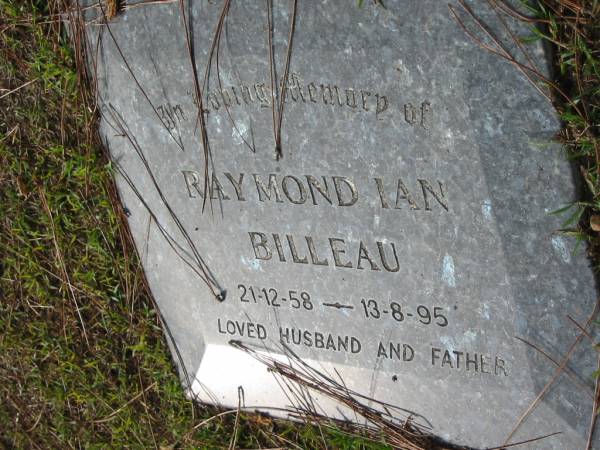 In Loving Memory of
RAYMOND IAN
BILLEAU
21-12-58 — 13-8-95
LOVED HUSBAND AND FATHER